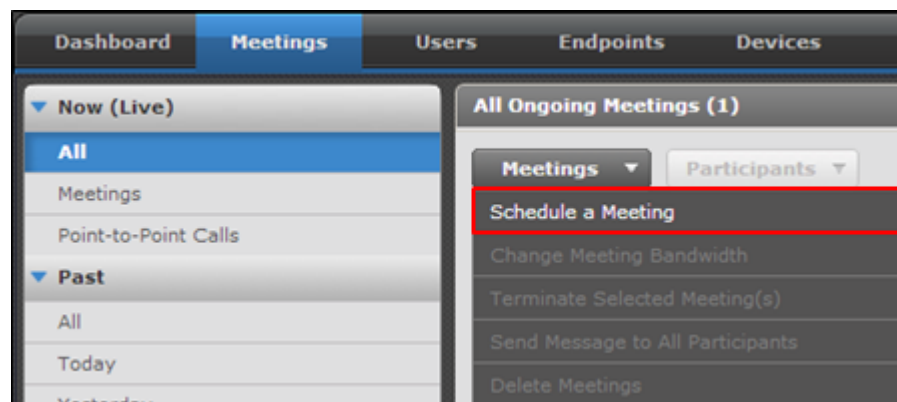 Dashboard Meetings Users Endpoints Devices
Now (Live)
All
Meetings
Point-to-Point Calls
Past
All
Today
Yesterday
All Ongoing Meetings (1)
Meetings Participants
Schedule a Meeting
Change Meeting Bandwidth
Terminate Selected Meeting(s)
Send Message to All Participants
Delete Meetings